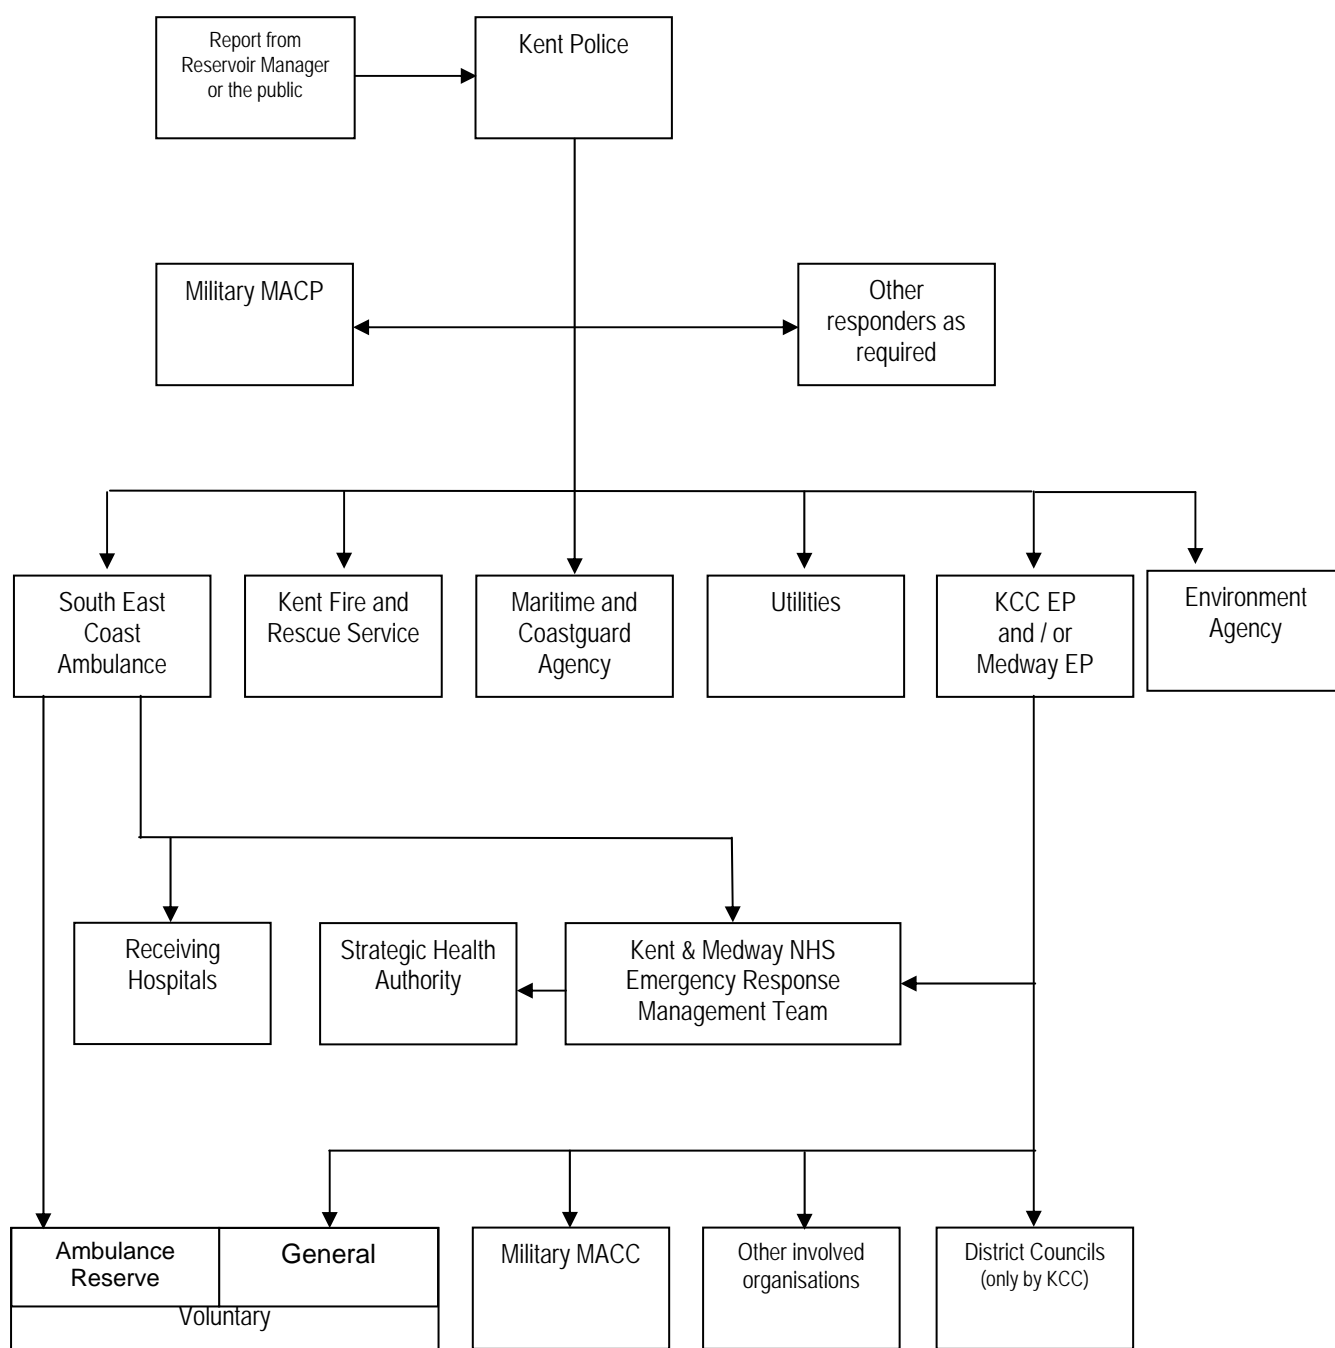 Report from
Reservoir Manager
or the public
Kent Police
Military MACP
Other
responders as
required
South East
Coast
Ambulance
Kent Fire and
Rescue Service
Maritime and
Coastguard
Agency
Utilities
KCC EP
and / or
Medway EP
Environment
Agency
Receiving
Hospitals
Strategic Health
Authority
Kent & Medway NHS
Emergency Response
Management Team
Ambulance
Reserve
General
Voluntary
Military MACC
Other involved
organisations
District Councils
(only by KCC)